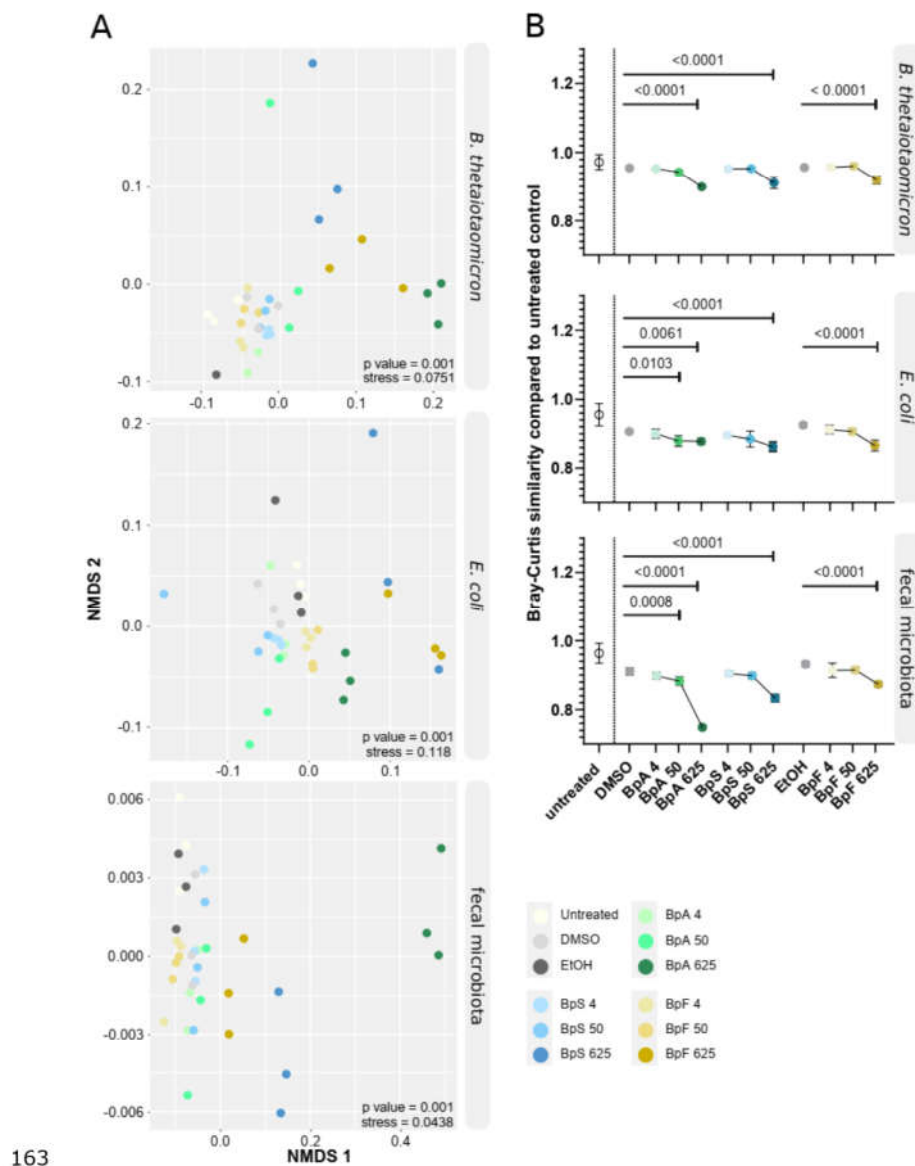 A
0.2
0.1
0.0
-0.1
-0.1
0.0
0.1
0.2
p value = 0.001
stress = 0.0751
B. thetaiotaomicron
0.2
0.1
0.0
-0.1
-0.1
0.0
0.1
p value = 0.001
stress = 0.118
E. coli
NMDS 2
0.006
0.003
0.000
-0.003
-0.006
0.0
0.2
0.4
p value = 0.001
stress = 0.0438
fecal microbiota
NMDS 1
B
Bray-Curtis similarity compared to untreated control
1.2
1.0
0.8
<0.0001
<0.0001
< 0.0001
B. thetaiotaomicron
1.2
1.0
0.8
<0.0001
0.0061
<0.0001
0.0103
E. coli
1.2
1.0
0.8
<0.0001
<0.0001
<0.0001
0.0008
fecal microbiota
untreated
DMSO
BpA 4
BpA 50
BpA 625
BpS 4
BpS 50
BpS 625
EtOH
BpF 4
BpF 50
BpF 625
Untreated
DMSO
EtOH
BpA 4
BpA 50
BpA 625
BpS 4
BpS 50
BpS 625
BpF 4
BpF 50
BpF 625
163